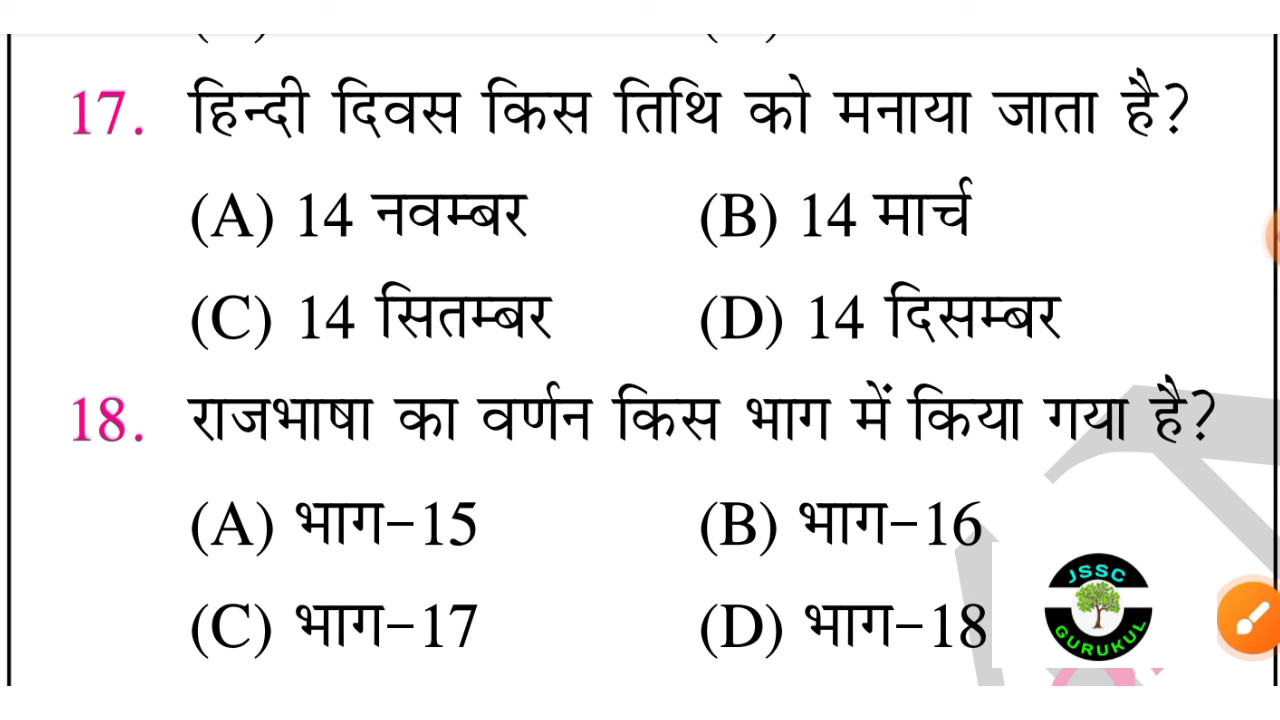 17. हिन्दी दिवस किस तिथि को मनाया जाता है?
(A) 14 नवम्बर (B) 14 मार्च
(C) 14 सितम्बर (D) 14 दिसम्बर
18. राजभाषा का वर्णन किस भाग में किया गया है?
(A) भाग-15 (B) भाग-16
(C) भाग-17 (D) भाग-18
JSSC
GURUKUL